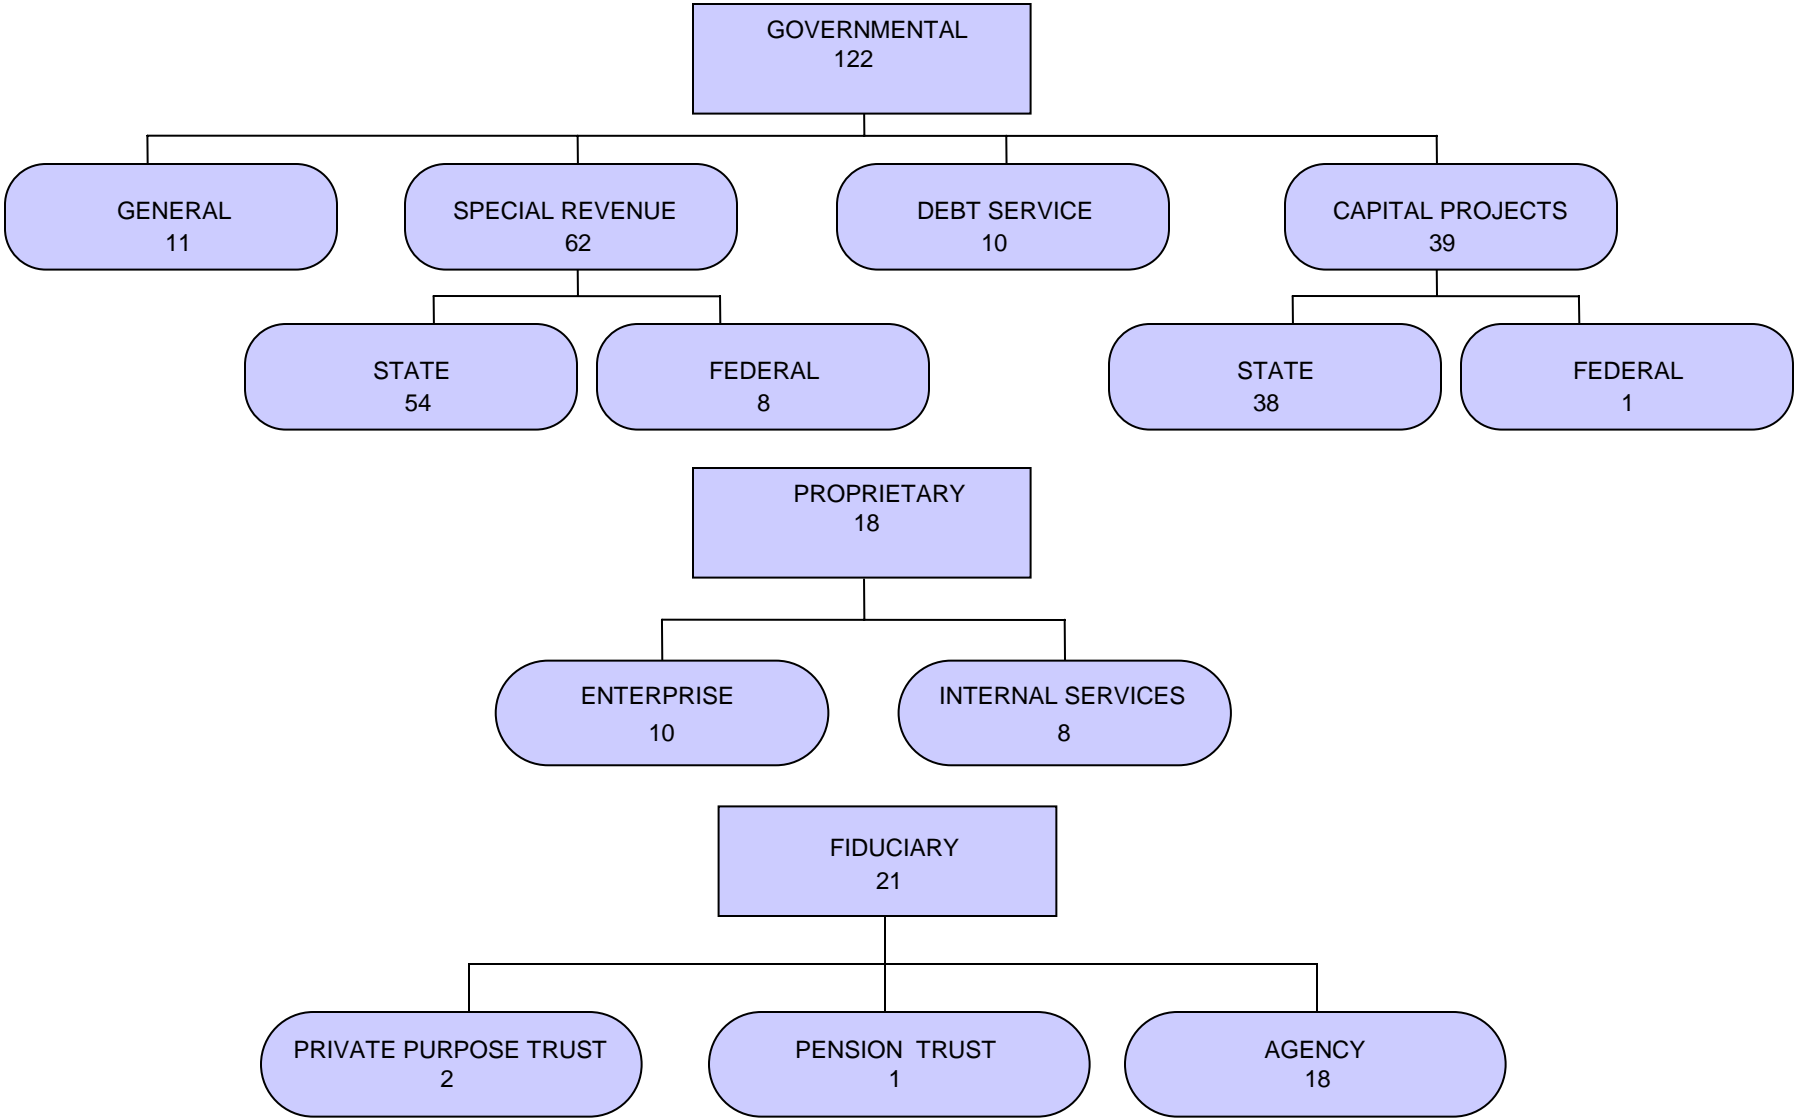 GOVERNMENTAL
122
GENERAL
11
SPECIAL REVENUE
62
DEBT SERVICE
10
CAPITAL PROJECTS
39
STATE
54
FEDERAL
8
STATE
38
FEDERAL
1
PROPRIETARY
18
ENTERPRISE
10
INTERNAL SERVICES
8
FIDUCIARY
21
PRIVATE PURPOSE TRUST
2
PENSION TRUST
1
AGENCY
18